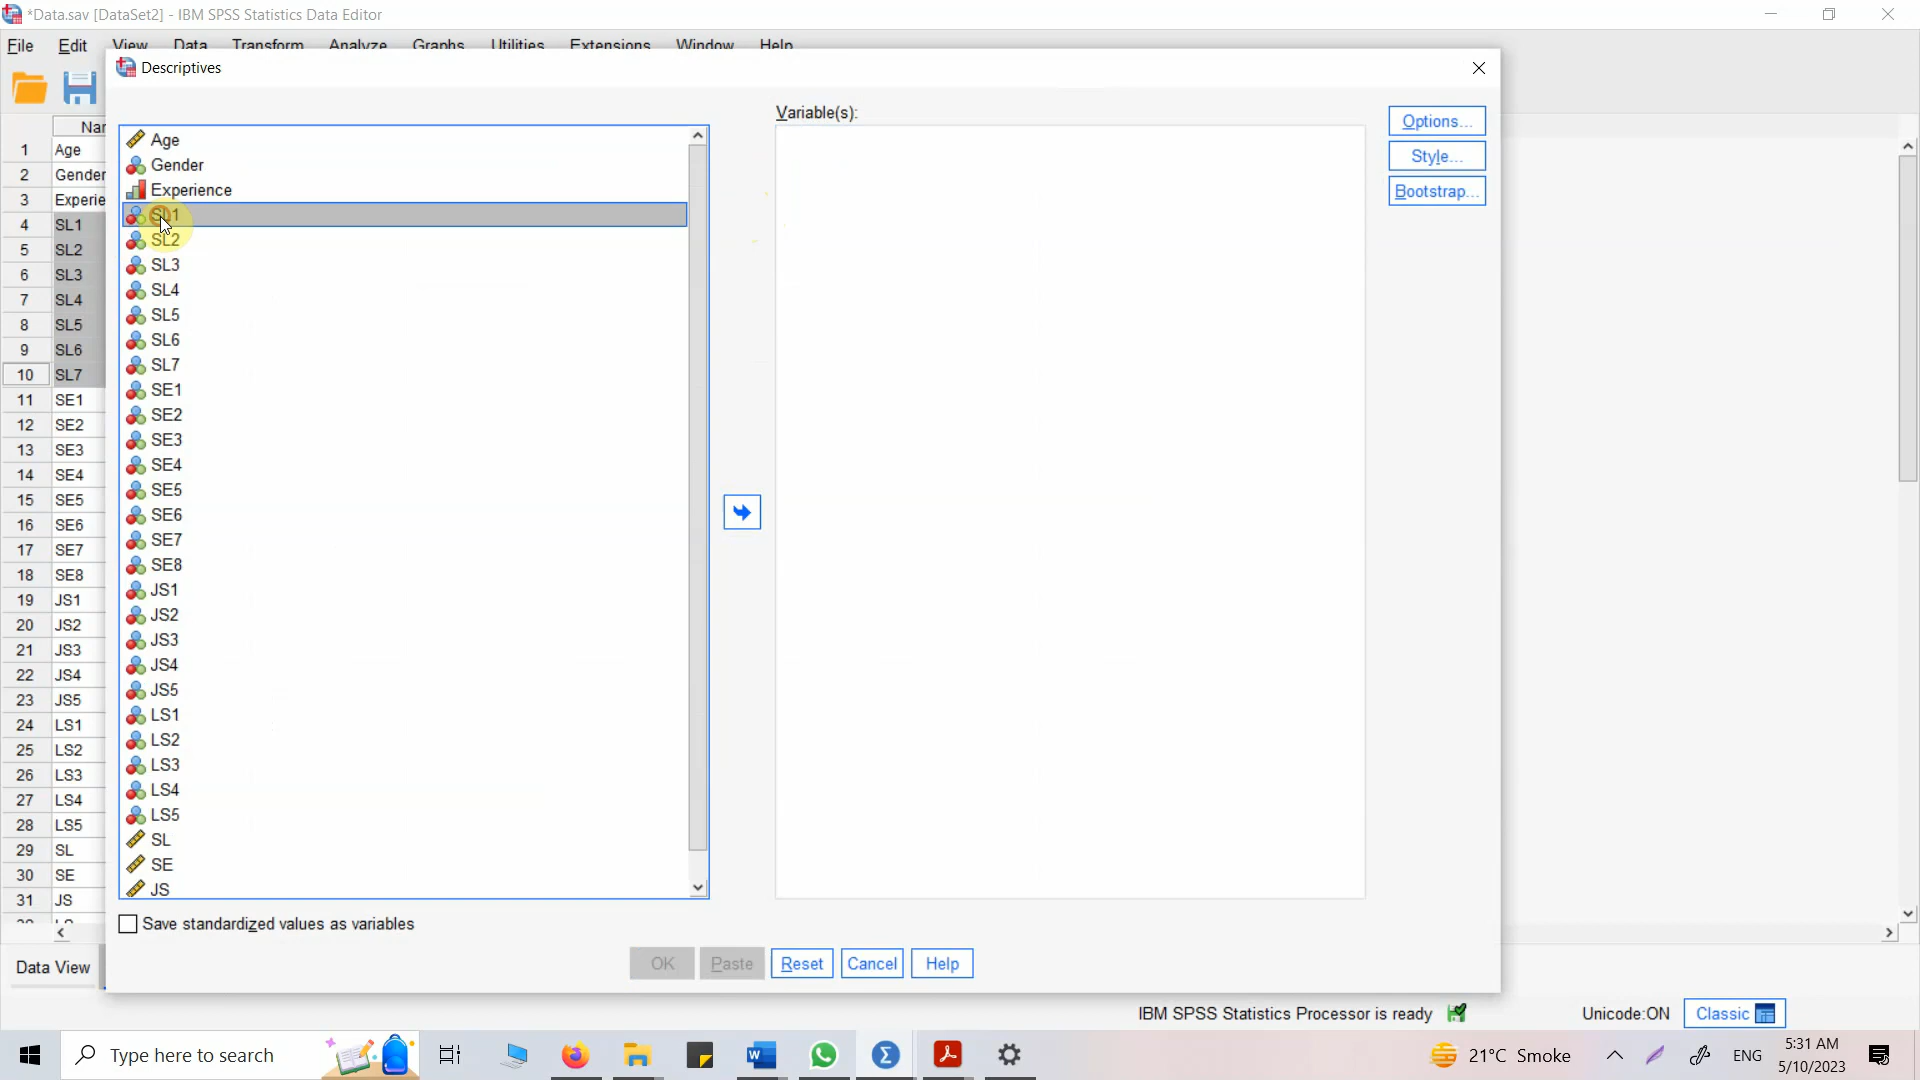 *Data.sav [DataSet2] - IBM SPSS Statistics Data Editor
File Edit View Data Transform Analyze Graphs Utilities Extensions Window Help
Descriptives
Variable(s):
Options...
Style...
Bootstrap...
Nar
1 Age
2 Gender
3 Experie
4 SL1
5 SL2
6 SL3
7 SL4
8 SL5
9 SL6
10 SL7
11 SE1
12 SE2
13 SE3
14 SE4
15 SE5
16 SE6
17 SE7
18 SE8
19 JS1
20 JS2
21 JS3
22 JS4
23 JS5
24 LS1
25 LS2
26 LS3
27 LS4
28 LS5
29 SL
30 SE
31 JS
Age
Gender
Experience
SL1
SL2
SL3
SL4
SL5
SL6
SL7
SE1
SE2
SE3
SE4
SE5
SE6
SE7
SE8
JS1
JS2
JS3
JS4
JS5
LS1
LS2
LS3
LS4
LS5
SL
SE
JS
Save standardized values as variables
OK Paste Reset Cancel Help
Data View
IBM SPSS Statistics Processor is ready Unicode:ON Classic
Type here to search
21°C Smoke ENG 5:31 AM
5/10/2023